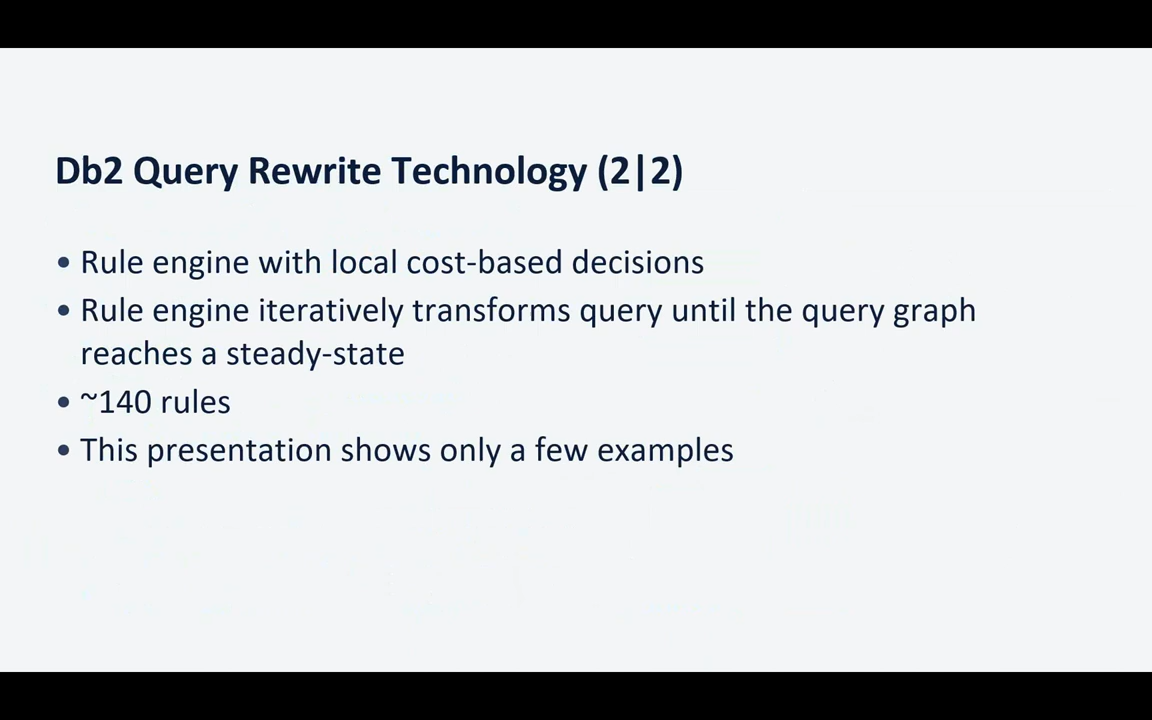 Db2 Query Rewrite Technology (2|2)
• Rule engine with local cost-based decisions
• Rule engine iteratively transforms query until the query graph
reaches a steady-state
• ~140 rules
• This presentation shows only a few examples